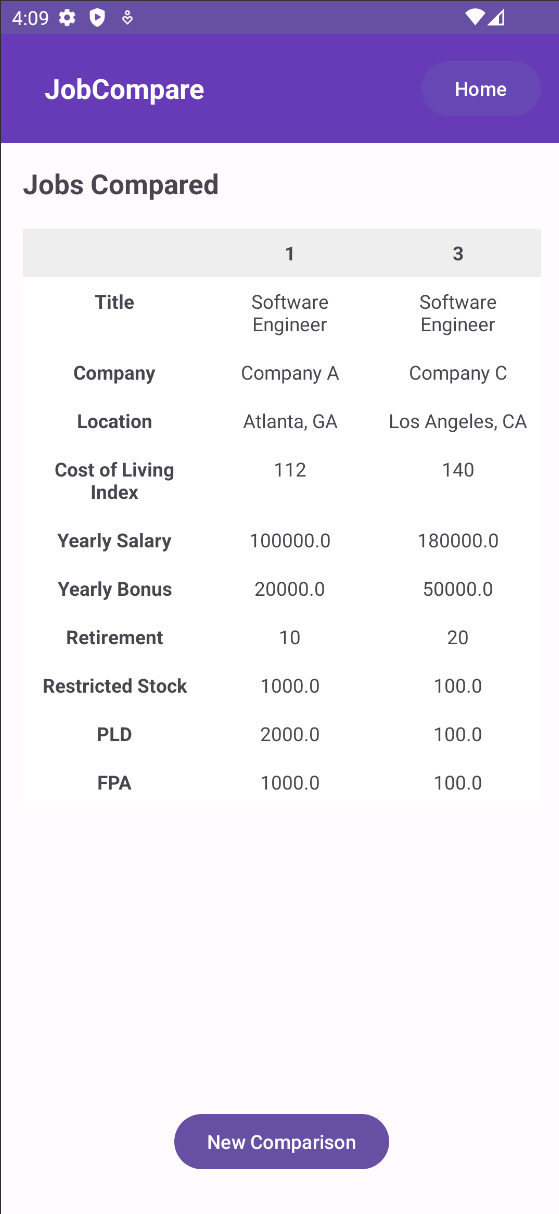 4:09
JobCompare
Home
Jobs Compared
1 3
Title Software Engineer Software Engineer
Company Company A Company C
Location Atlanta, GA Los Angeles, CA
Cost of Living Index 112 140
Yearly Salary 100000.0 180000.0
Yearly Bonus 20000.0 50000.0
Retirement 10 20
Restricted Stock 1000.0 100.0
PLD 2000.0 100.0
FPA 1000.0 100.0
New Comparison